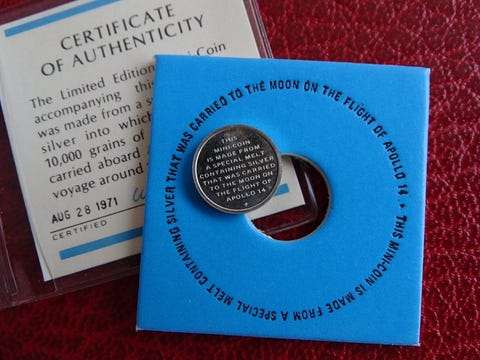 CERTIFICATE
OF AUTHENTICITY
The Limited Edition Coin
accompanying this
was made from a s
silver into which
10,000 grains of
carried aboard
voyage around
AUG 28 1971
CERTIFIED
THIS MINI-COIN IS MADE FROM A SPECIAL MELT CONTAINING SILVER THAT WAS CARRIED TO THE MOON ON THE FLIGHT OF APOLLO 14 +
THIS
MINI-COIN
IS MADE FROM
A SPECIAL MELT
CONTAINING SILVER
THAT WAS CARRIED
TO THE MOON ON
THE FLIGHT OF
APOLLO 14